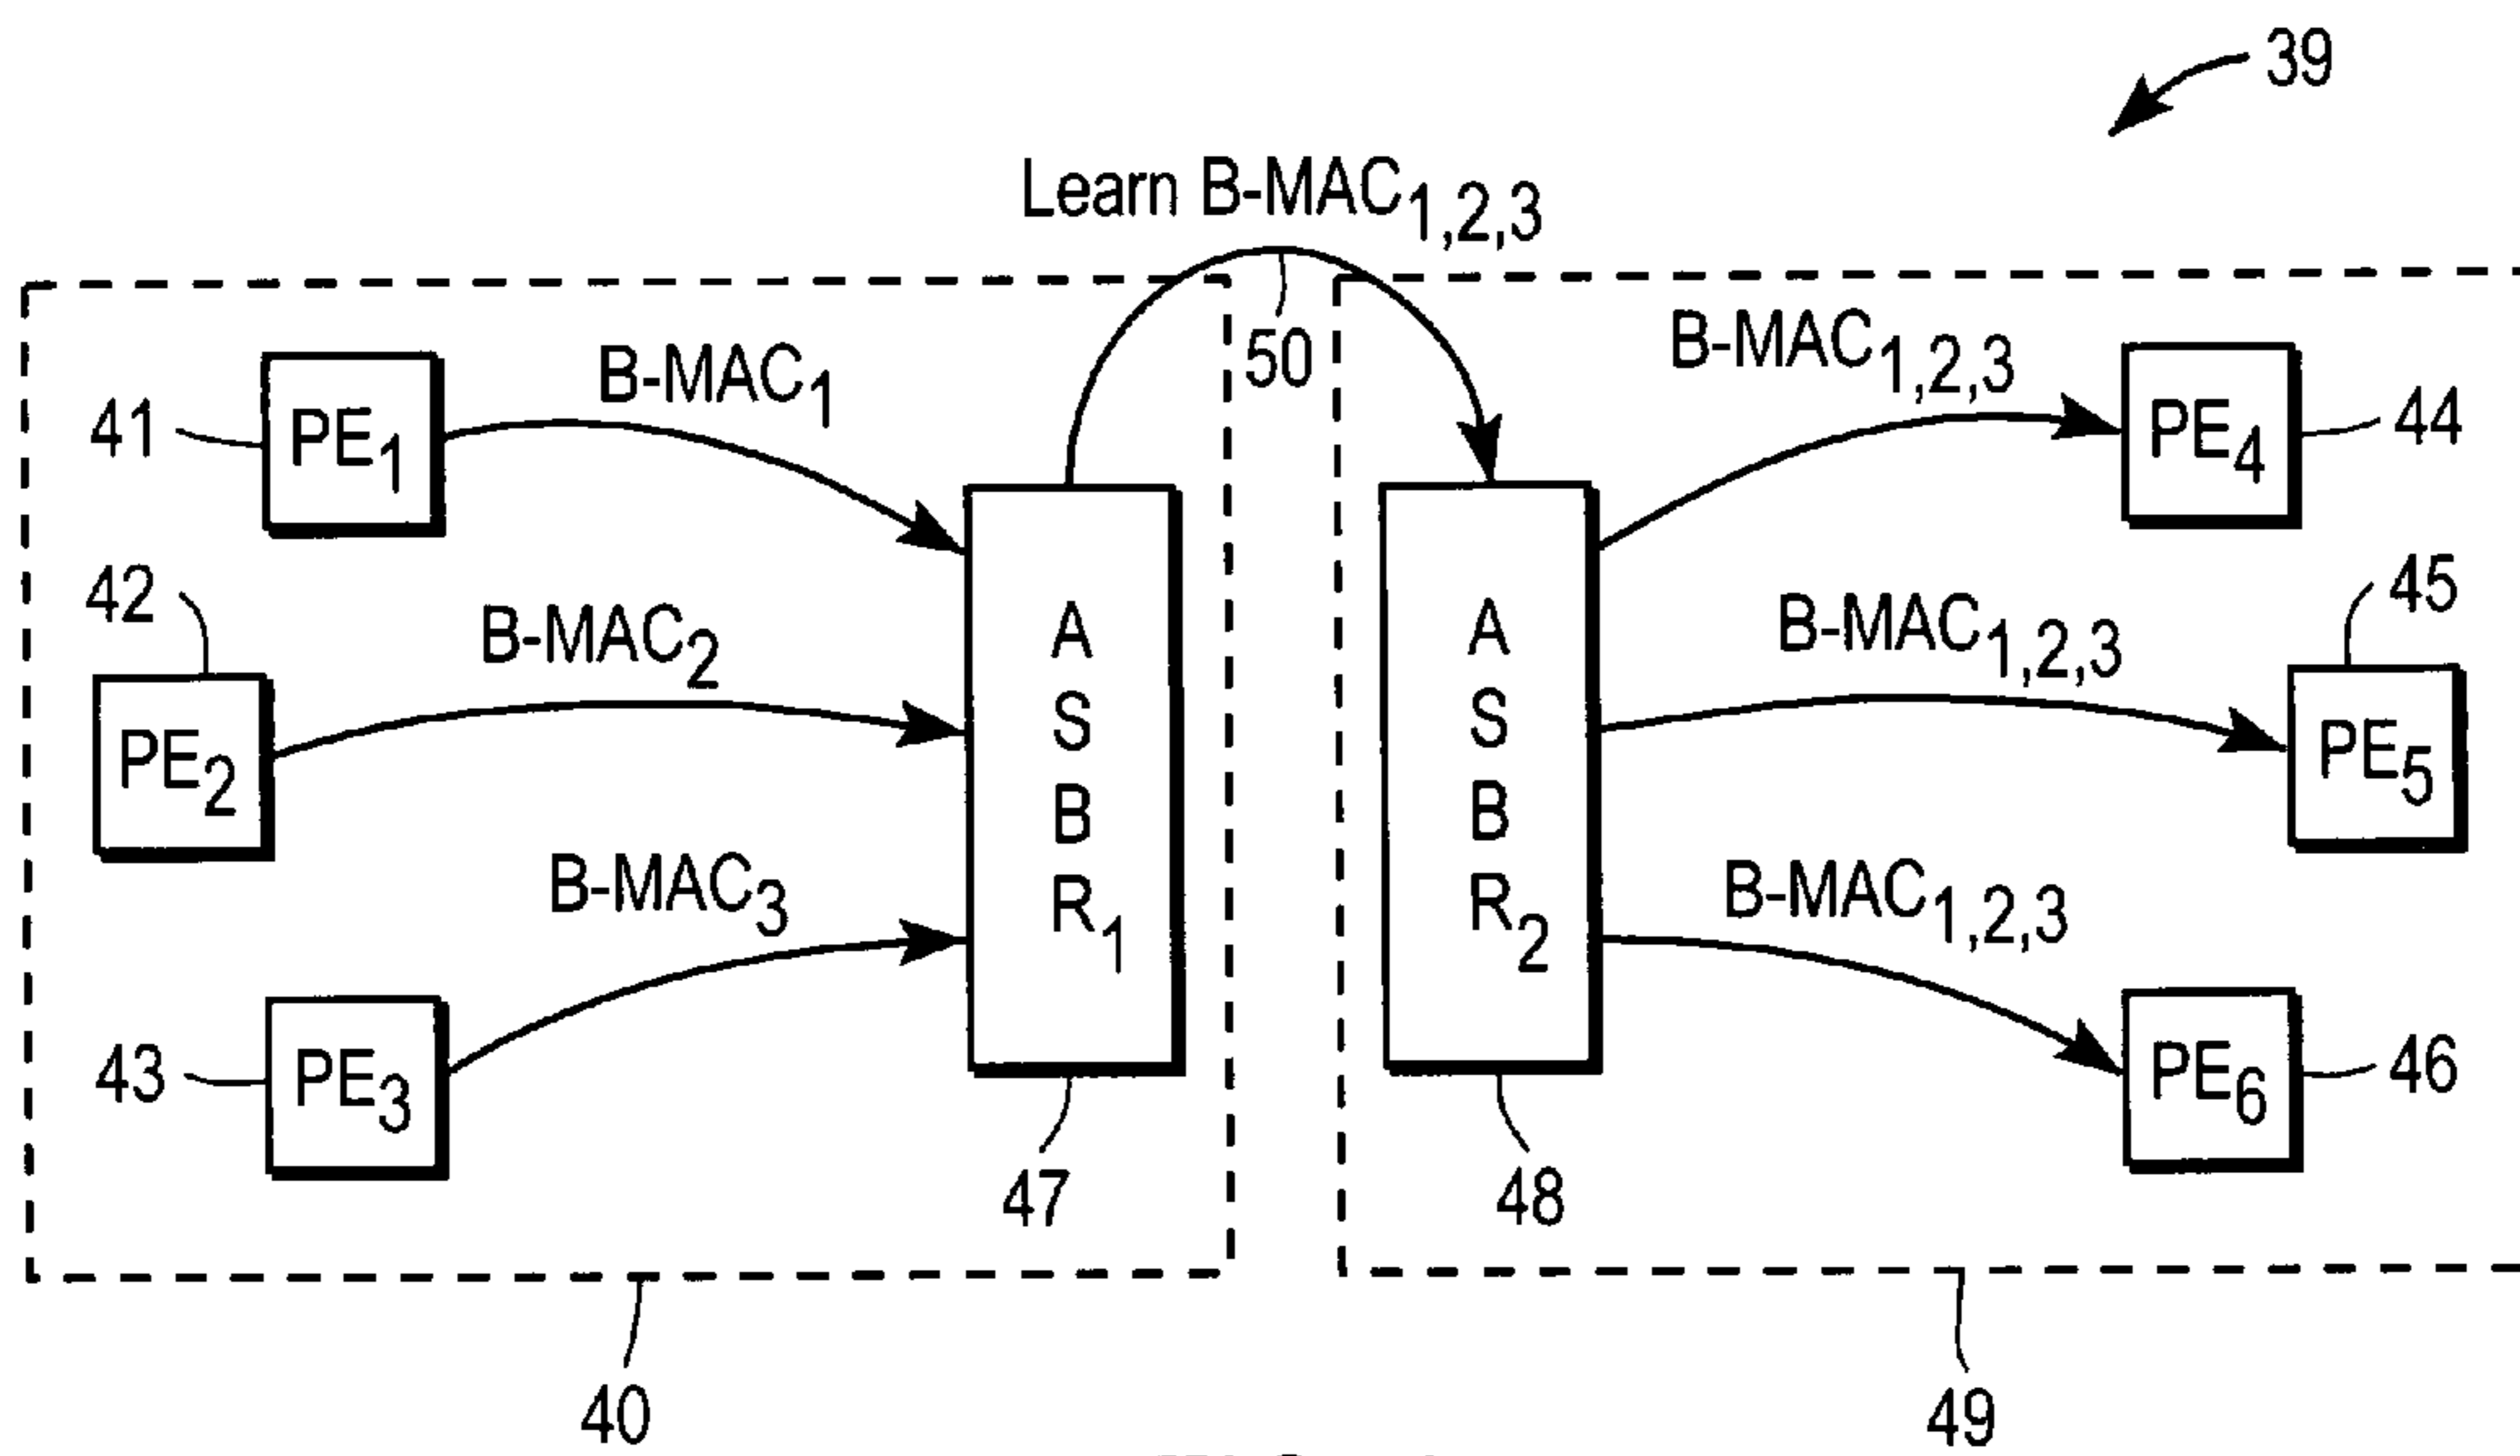 39
Learn B-MAC1,2,3
50
B-MAC1
B-MAC1,2,3
41
PE1
PE4
44
42
B-MAC2
B-MAC1,2,3
45
PE2
A
S
B
R1
A
S
B
R2
PE5
B-MAC3
B-MAC1,2,3
43
PE3
PE6
46
47
48
40
49